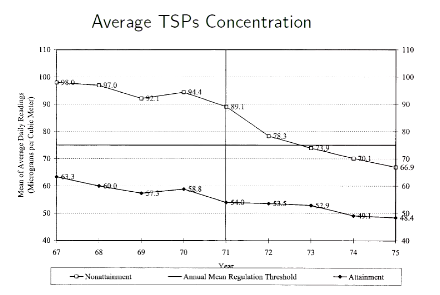 Average TSPs Concentration
Mean of Average Daily Readings
(Micrograms per Cubic Meter)
110 110
100 100
90 90
80 80
70 70
60 60
50 50
40 40
98.0 97.0 92.1 94.4 89.1 78.3 73.9 70.1 66.9
63.3 60.0 57.3 58.8 54.0 53.5 52.9 49.1 48.4
67 68 69 70 71 72 73 74 75
Year
Nonattainment Annual Mean Regulation Threshold Attainment